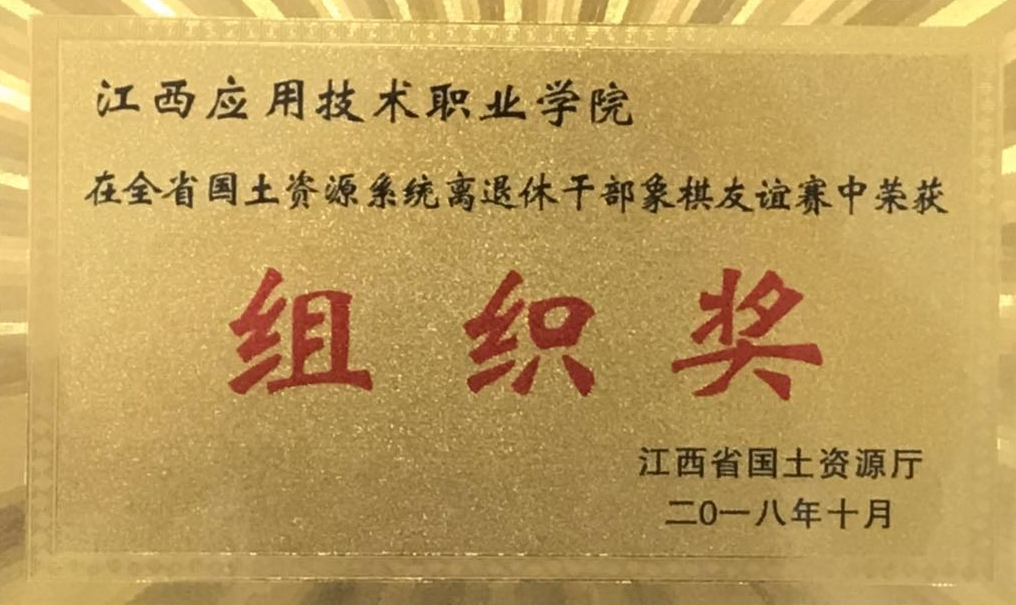 江西应用技术职业学院
在全省国土资源系统离退休干部象棋友谊赛中荣获
组织奖
江西省国土资源厅
二0一八年十月